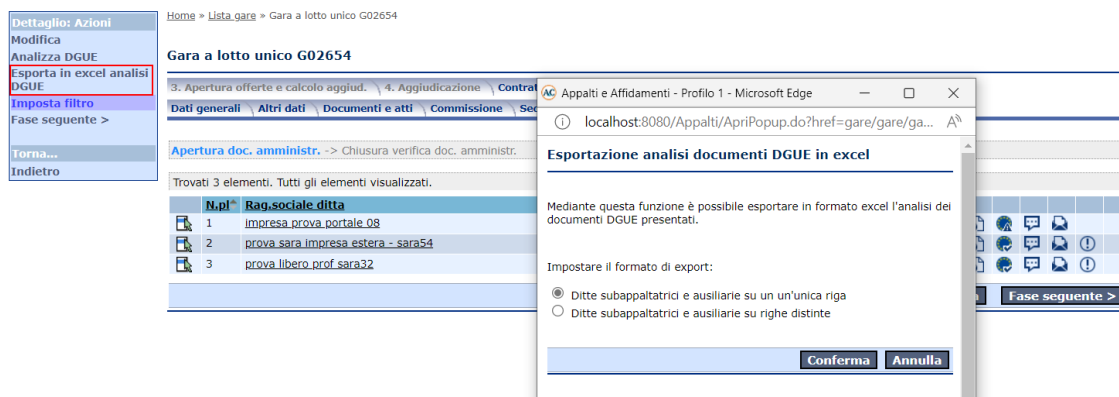 Dettaglio: Azioni
Modifica
Analizza DGUE
Esporta in excel analisi
DGUE
Imposta filtro
Fase seguente >
Torna...
Indietro
Home » Lista gare » Gara a lotto unico G02654
Gara a lotto unico G02654
3. Apertura offerte e calcolo aggiud. 4. Aggiudicazione Contrat
Dati generali Altri dati Documenti e atti Commissione Sed
Apertura doc. amministr. -> Chiusura verifica doc. amministr.
Trovati 3 elementi. Tutti gli elementi visualizzati.
N.pl Rag.sociale ditta
1 impresa prova portale 08
2 prova sara impresa estera - sara54
3 prova libero prof sara32
Fase seguente >
Appalti e Affidamenti - Profilo 1 - Microsoft Edge
localhost:8080/Appalti/ApriPopup.do?href=gare/gare/ga...
Esportazione analisi documenti DGUE in excel
Mediante questa funzione è possibile esportare in formato excel l'analisi dei
documenti DGUE presentati.
Impostare il formato di export:
Ditte subappaltatrici e ausiliarie su un un'unica riga
Ditte subappaltatrici e ausiliarie su righe distinte
Conferma Annulla